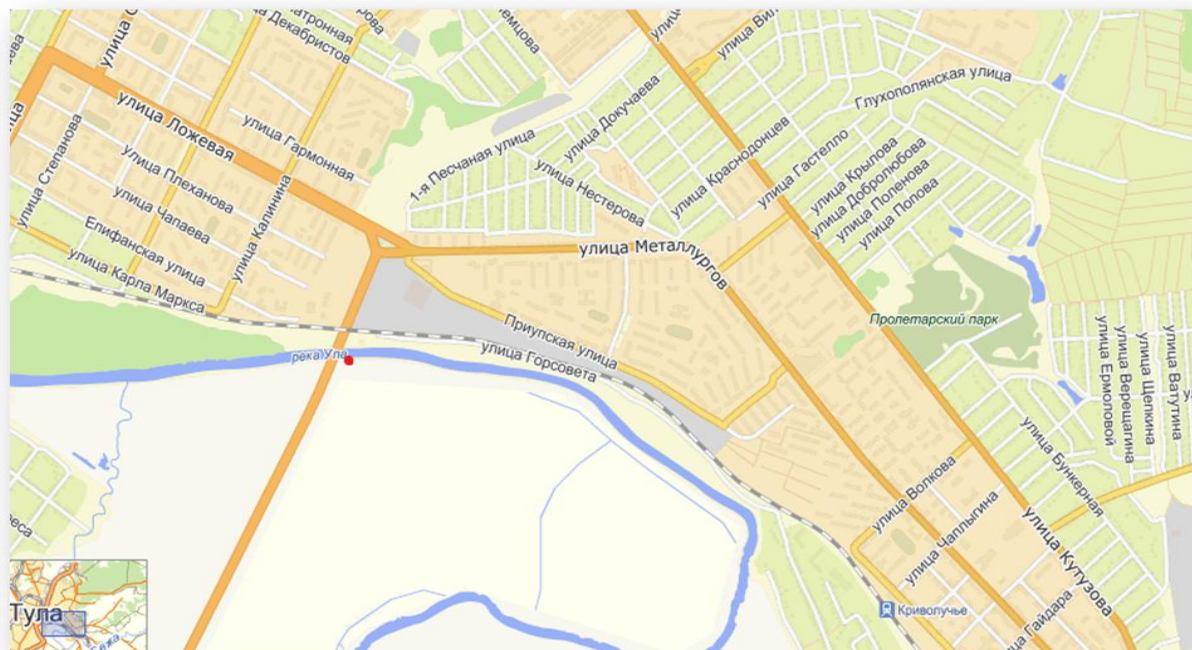 улица Декабристов
улица Вил
Глухополянская улица
улица Ложевая
улица Гармонная
1-я Песчаная улица
улица Докучаева
улица Краснодонцев
улица Гастелло
улица Крылова
улица Добролюбова
улица Поленова
улица Попова
улица Степанова
улица Плеханова
улица Чапаева
улица Калинина
улица Нестерова
Епифанская улица
улица Металлургов
улица Карла Маркса
Приупская улица
Пролетарский парк
река Упа
улица Горсовета
улица Ермоловой
улица Верещагина
улица Щепкина
улица Ватутина
улица Бункерная
улица Волкова
улица Чаплыгина
улица Кутузова
Криволучье
ца Гайдара
Тула